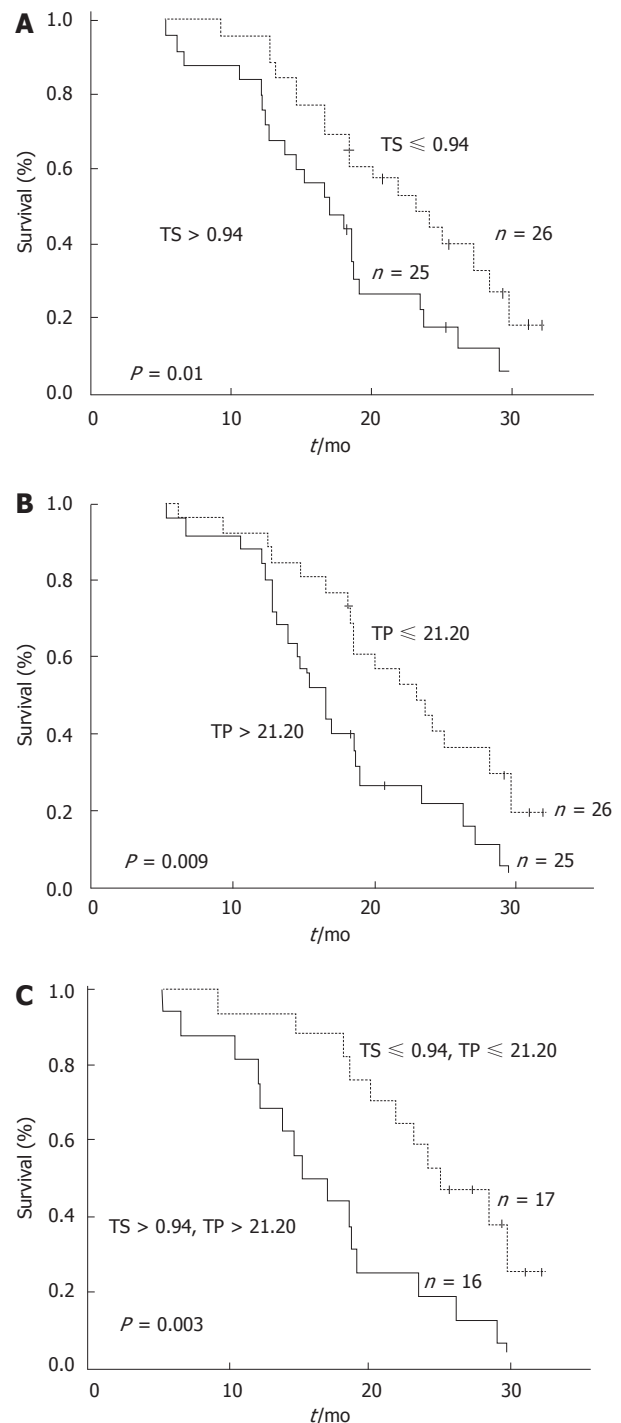 A
1.0
0.8
0.6
0.4
0.2
0.0
Survival (%)
TS ≤ 0.94
TS > 0.94
n = 26
n = 25
P = 0.01
0 10 20 30
t/mo
B
1.0
0.8
0.6
0.4
0.2
0.0
Survival (%)
TP ≤ 21.20
TP > 21.20
n = 26
n = 25
P = 0.009
0 10 20 30
t/mo
C
1.0
0.8
0.6
0.4
0.2
0.0
Survival (%)
TS ≤ 0.94, TP ≤ 21.20
n = 17
TS > 0.94, TP > 21.20
n = 16
P = 0.003
0 10 20 30
t/mo